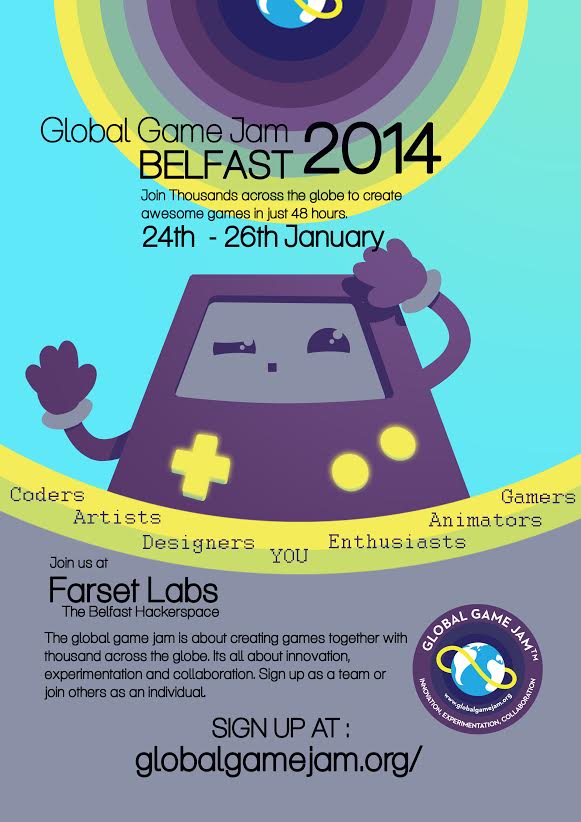 Global Game Jam
BELFAST 2014
Join Thousands across the globe to create
awesome games in just 48 hours.
24th - 26th January
Coders
Artists
Designers
YOU
Enthusiasts
Animators
Gamers
Join us at
Farset Labs
The Belfast Hackerspace
The global game jam is about creating games together with
thousand across the globe. Its all about innovation,
experimentation and collaboration. Sign up as a team or
join others as an individual.
GLOBAL GAME JAM™
www.globalgamejam.org
INNOVATION, EXPERIMENTATION, COLLABORATION
SIGN UP AT :
globalgamejam.org/